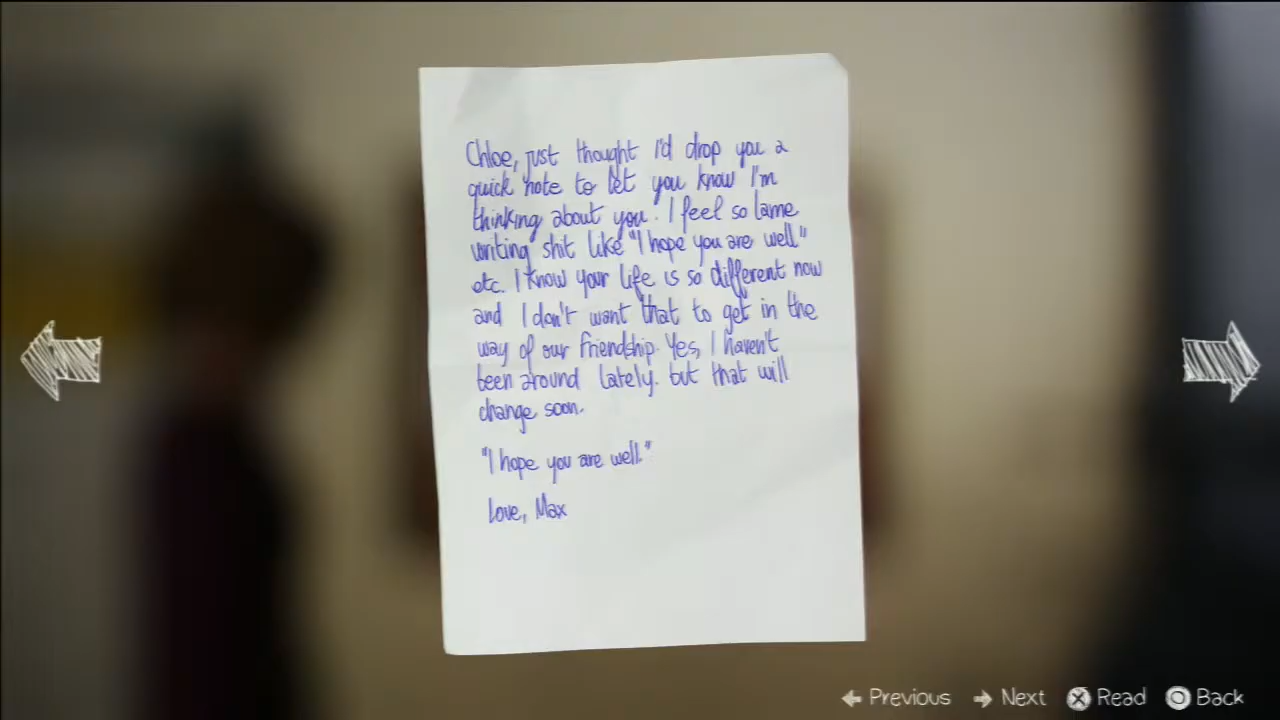 Chloe, just thought I'd drop you a
quick note to let you know I'm
thinking about you. I feel so lame
writing shit like "I hope you are well"
etc. I know your life is so different now
and I don't want that to get in the
way of our friendship. Yes, I haven't
been around lately. but that will
change soon.
"I hope you are well."
Love, Max
Previous Next Read Back